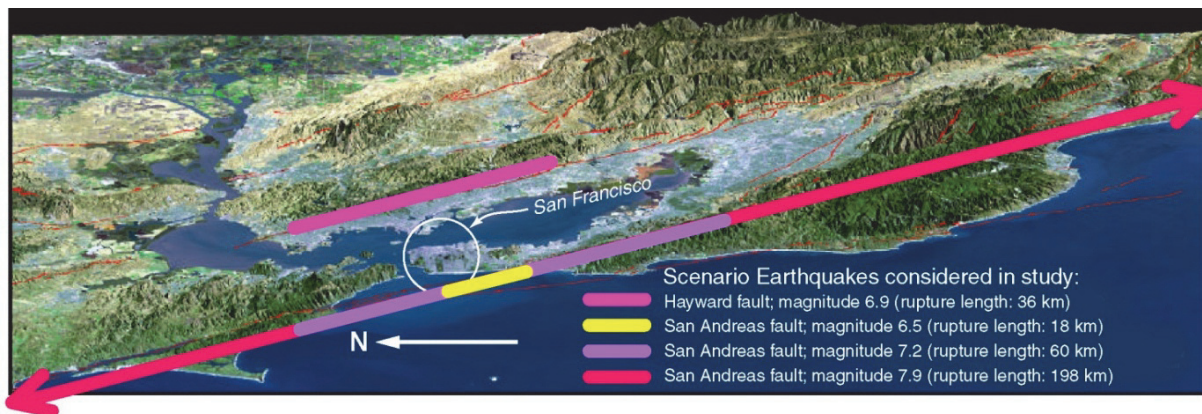 San Francisco
N
Scenario Earthquakes considered in study:
Hayward fault; magnitude 6.9 (rupture length: 36 km)
San Andreas fault; magnitude 6.5 (rupture length: 18 km)
San Andreas fault; magnitude 7.2 (rupture length: 60 km)
San Andreas fault; magnitude 7.9 (rupture length: 198 km)